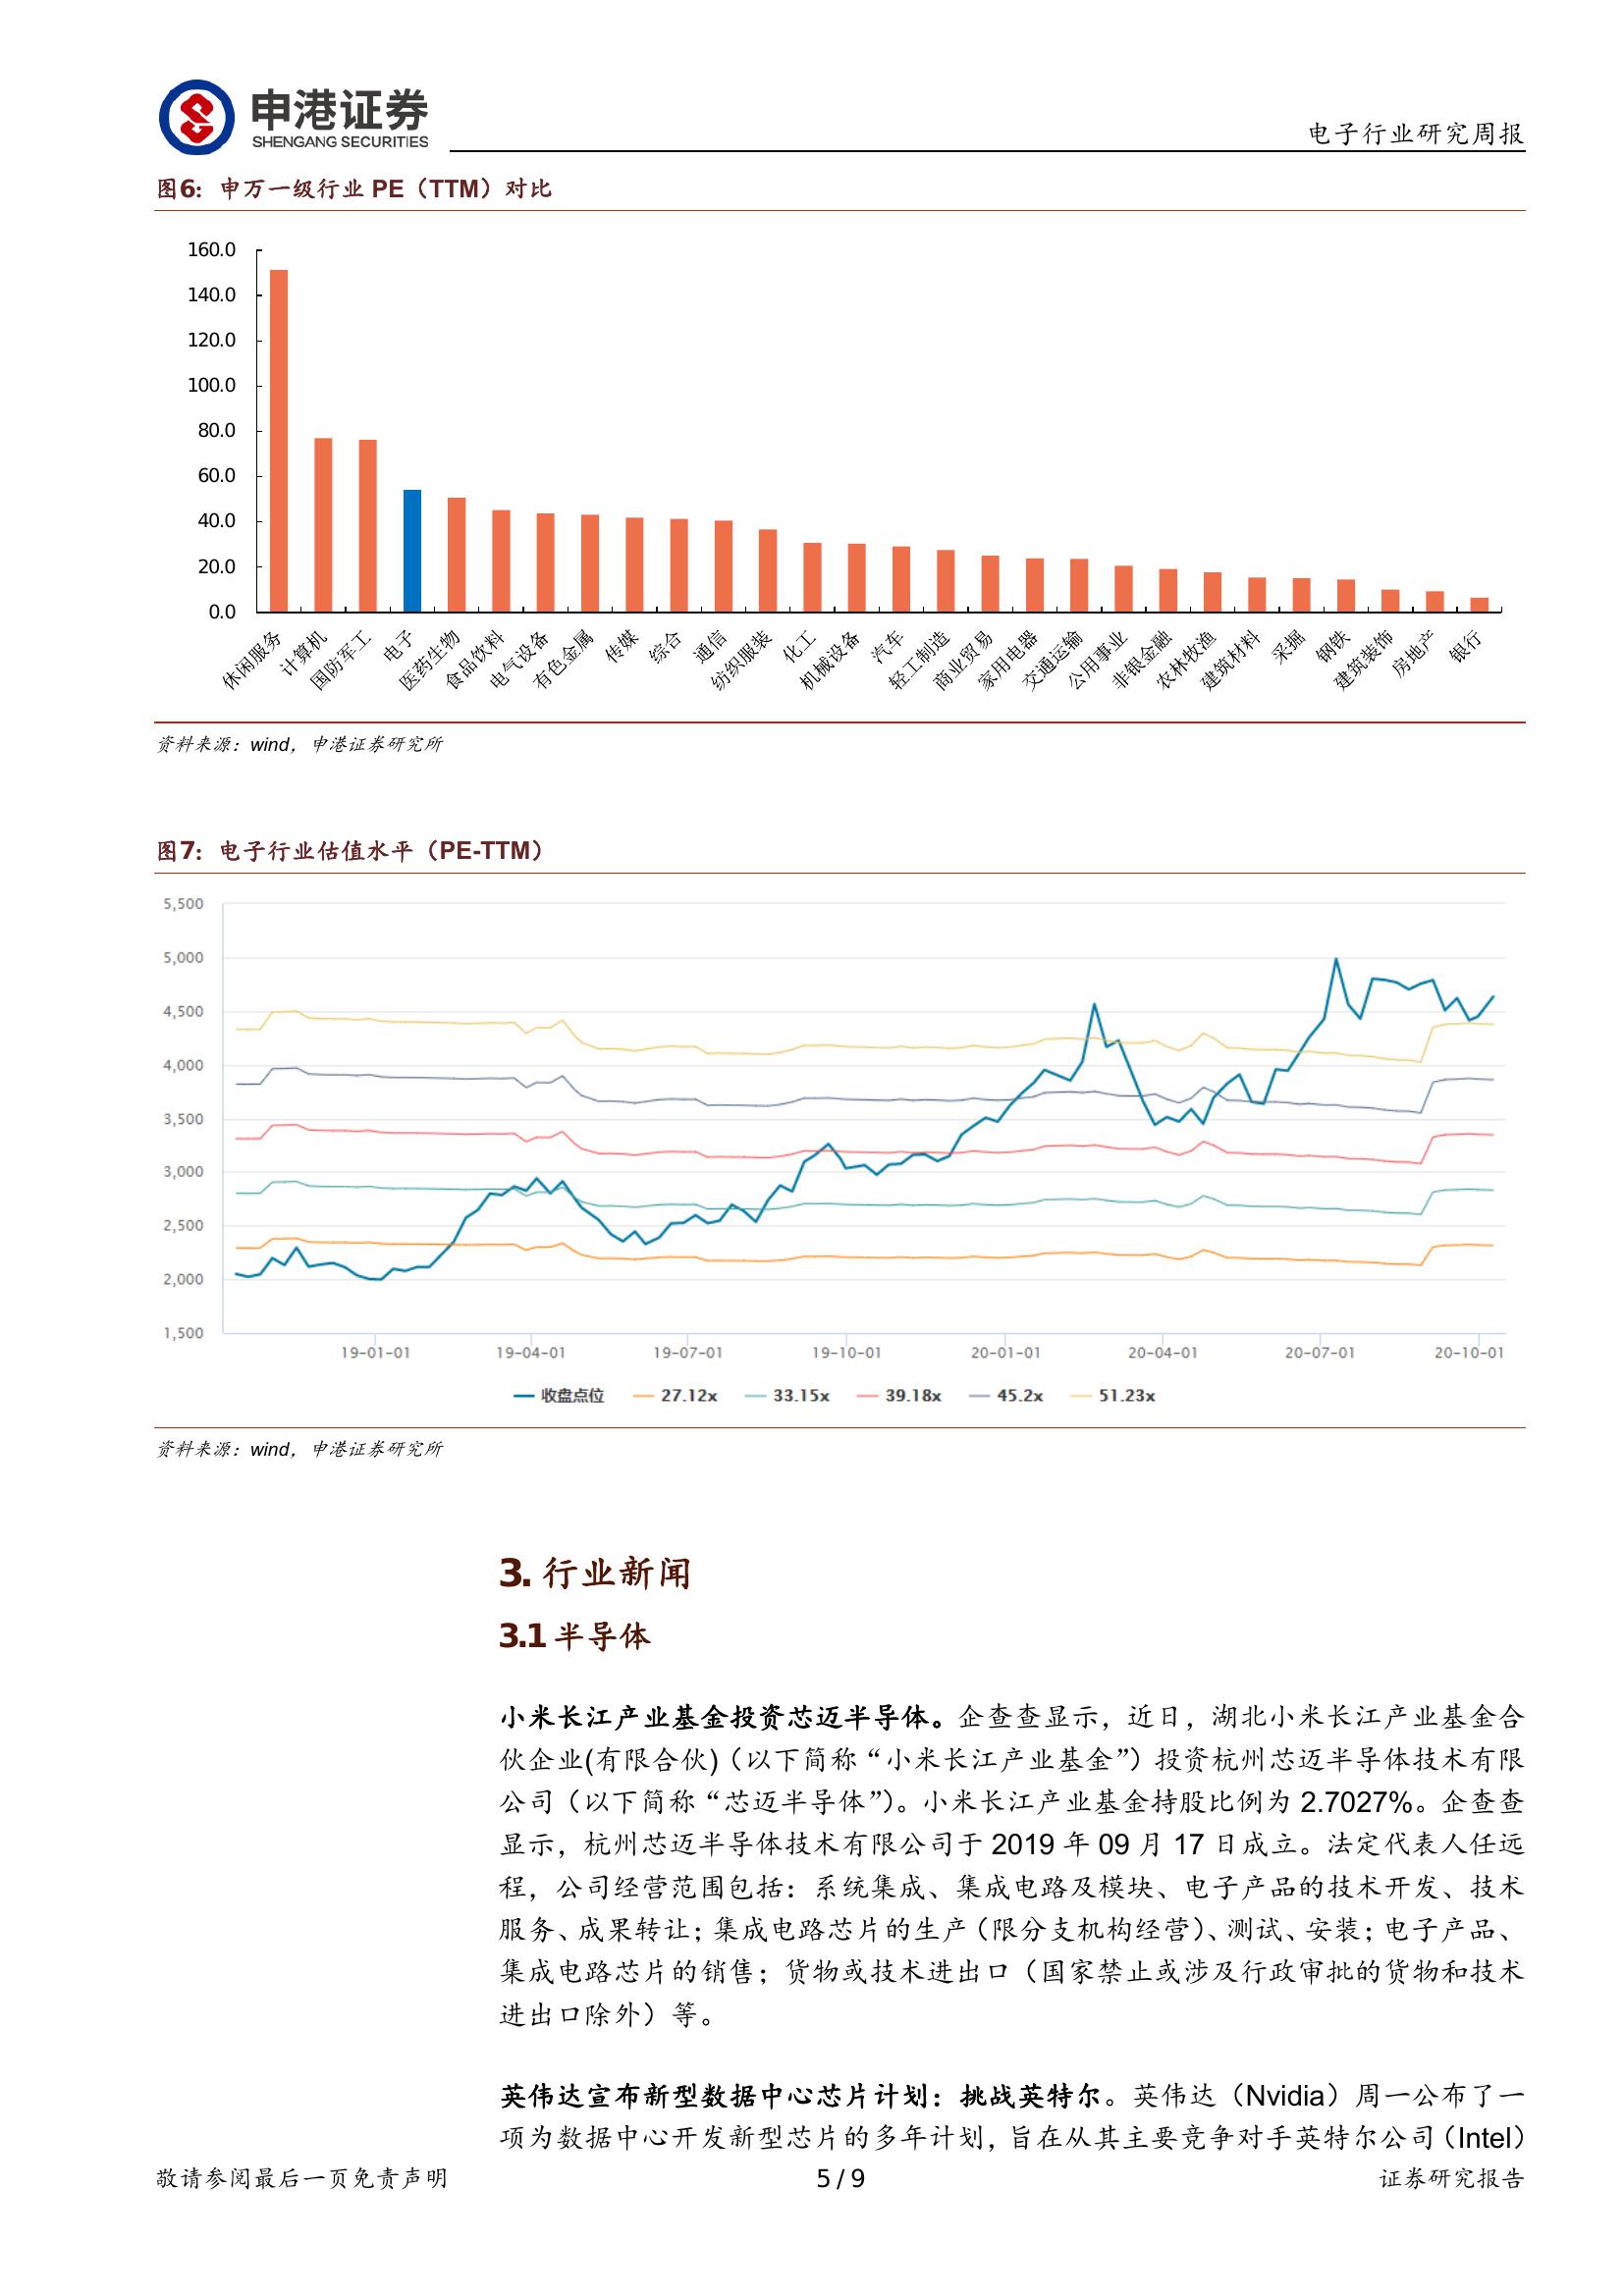 申港证券
SHENGANG SECURITIES
电子行业研究周报
图6：申万一级行业 PE（TTM）对比
160.0
140.0
120.0
100.0
80.0
60.0
40.0
20.0
0.0
休闲服务
计算机
国防军工
电子
医药生物
食品饮料
电气设备
有色金属
传媒
综合
通信
纺织服装
化工
机械设备
汽车
轻工制造
商业贸易
家用电器
交通运输
公用事业
非银金融
农林牧渔
建筑材料
采掘
钢铁
建筑装饰
房地产
银行
资料来源：wind，申港证券研究所
图7：电子行业估值水平（PE-TTM）
5,500
5,000
4,500
4,000
3,500
3,000
2,500
2,000
1,500
19-01-01 19-04-01 19-07-01 19-10-01 20-01-01 20-04-01 20-07-01 20-10-01
收盘点位 27.12x 33.15x 39.18x 45.2x 51.23x
资料来源：wind，申港证券研究所
3. 行业新闻
3.1 半导体
小米长江产业基金投资芯迈半导体。企查查显示，近日，湖北小米长江产业基金合
伙企业(有限合伙)（以下简称“小米长江产业基金”）投资杭州芯迈半导体技术有限
公司（以下简称“芯迈半导体”）。小米长江产业基金持股比例为 2.7027%。企查查
显示，杭州芯迈半导体技术有限公司于 2019 年 09 月 17 日成立。法定代表人任远
程，公司经营范围包括：系统集成、集成电路及模块、电子产品的技术开发、技术
服务、成果转让；集成电路芯片的生产（限分支机构经营）、测试、安装；电子产品、
集成电路芯片的销售；货物或技术进出口（国家禁止或涉及行政审批的货物和技术
进出口除外）等。
英伟达宣布新型数据中心芯片计划：挑战英特尔。英伟达（Nvidia）周一公布了一
项为数据中心开发新型芯片的多年计划，旨在从其主要竞争对手英特尔公司（Intel）
敬请参阅最后一页免责声明
5 / 9
证券研究报告